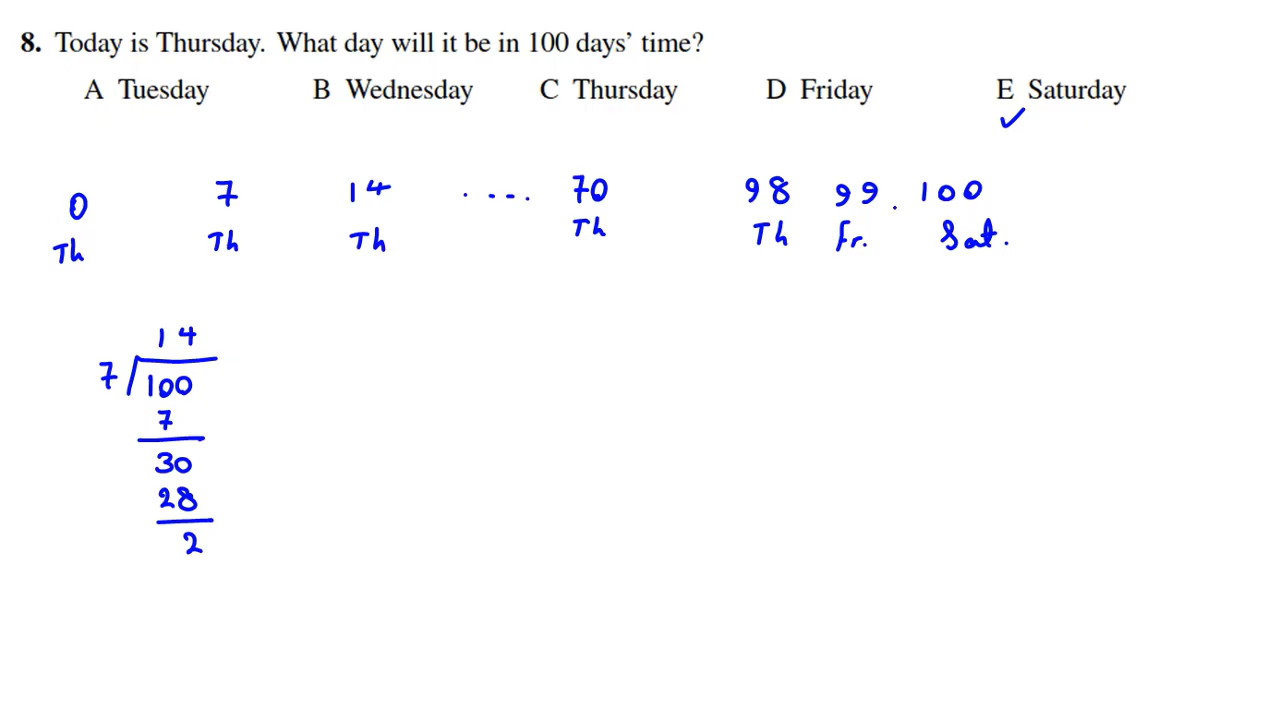 8. Today is Thursday. What day will it be in 100 days' time?
A Tuesday B Wednesday C Thursday D Friday E Saturday
✓
0 7 14 ..... 70 98 99. 100
Th Th Th Th Th Fr. Sat.
14
7 100
7
30
28
2